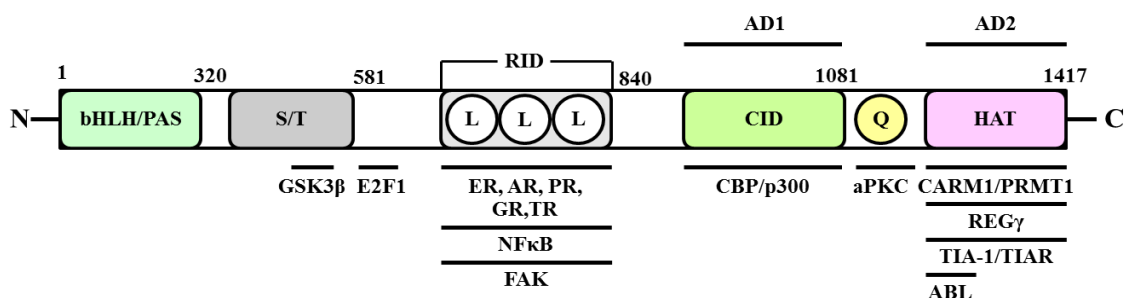 AD1 AD2
RID
1 320 581 840 1081 1417
N bHLH/PAS S/T L L L CID Q HAT C
GSK3β E2F1 ER, AR, PR, CBP/p300 aPKC CARM1/PRMT1
GR,TR
REGγ
NFκB
TIA-1/TIAR
FAK
ABL